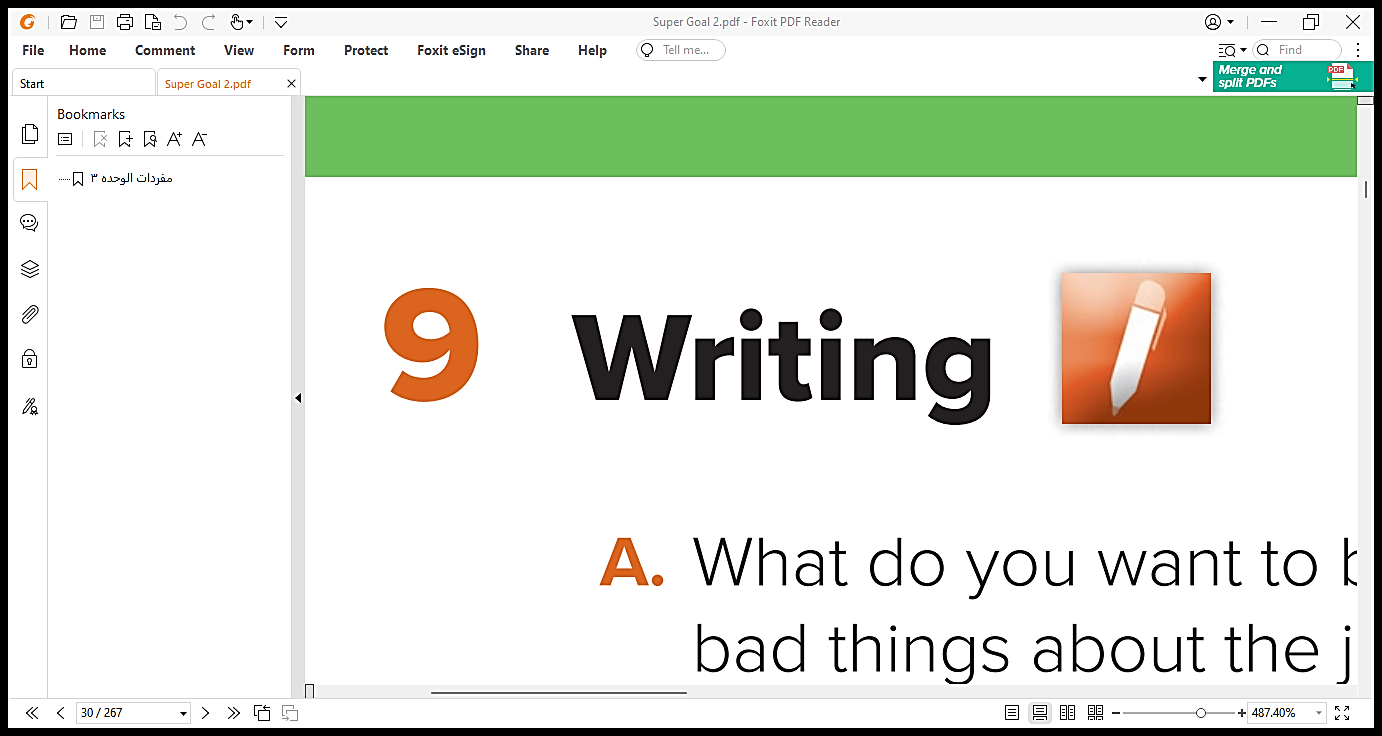 Super Goal 2.pdf - Foxit PDF Reader
File Home Comment View Form Protect Foxit eSign Share Help Tell me... Find
Start Super Goal 2.pdf Merge and
split PDFs
PDF
Bookmarks
مفردات الوحده ٣
9 Writing
A. What do you want to b
bad things about the j
30 / 267 487.40%